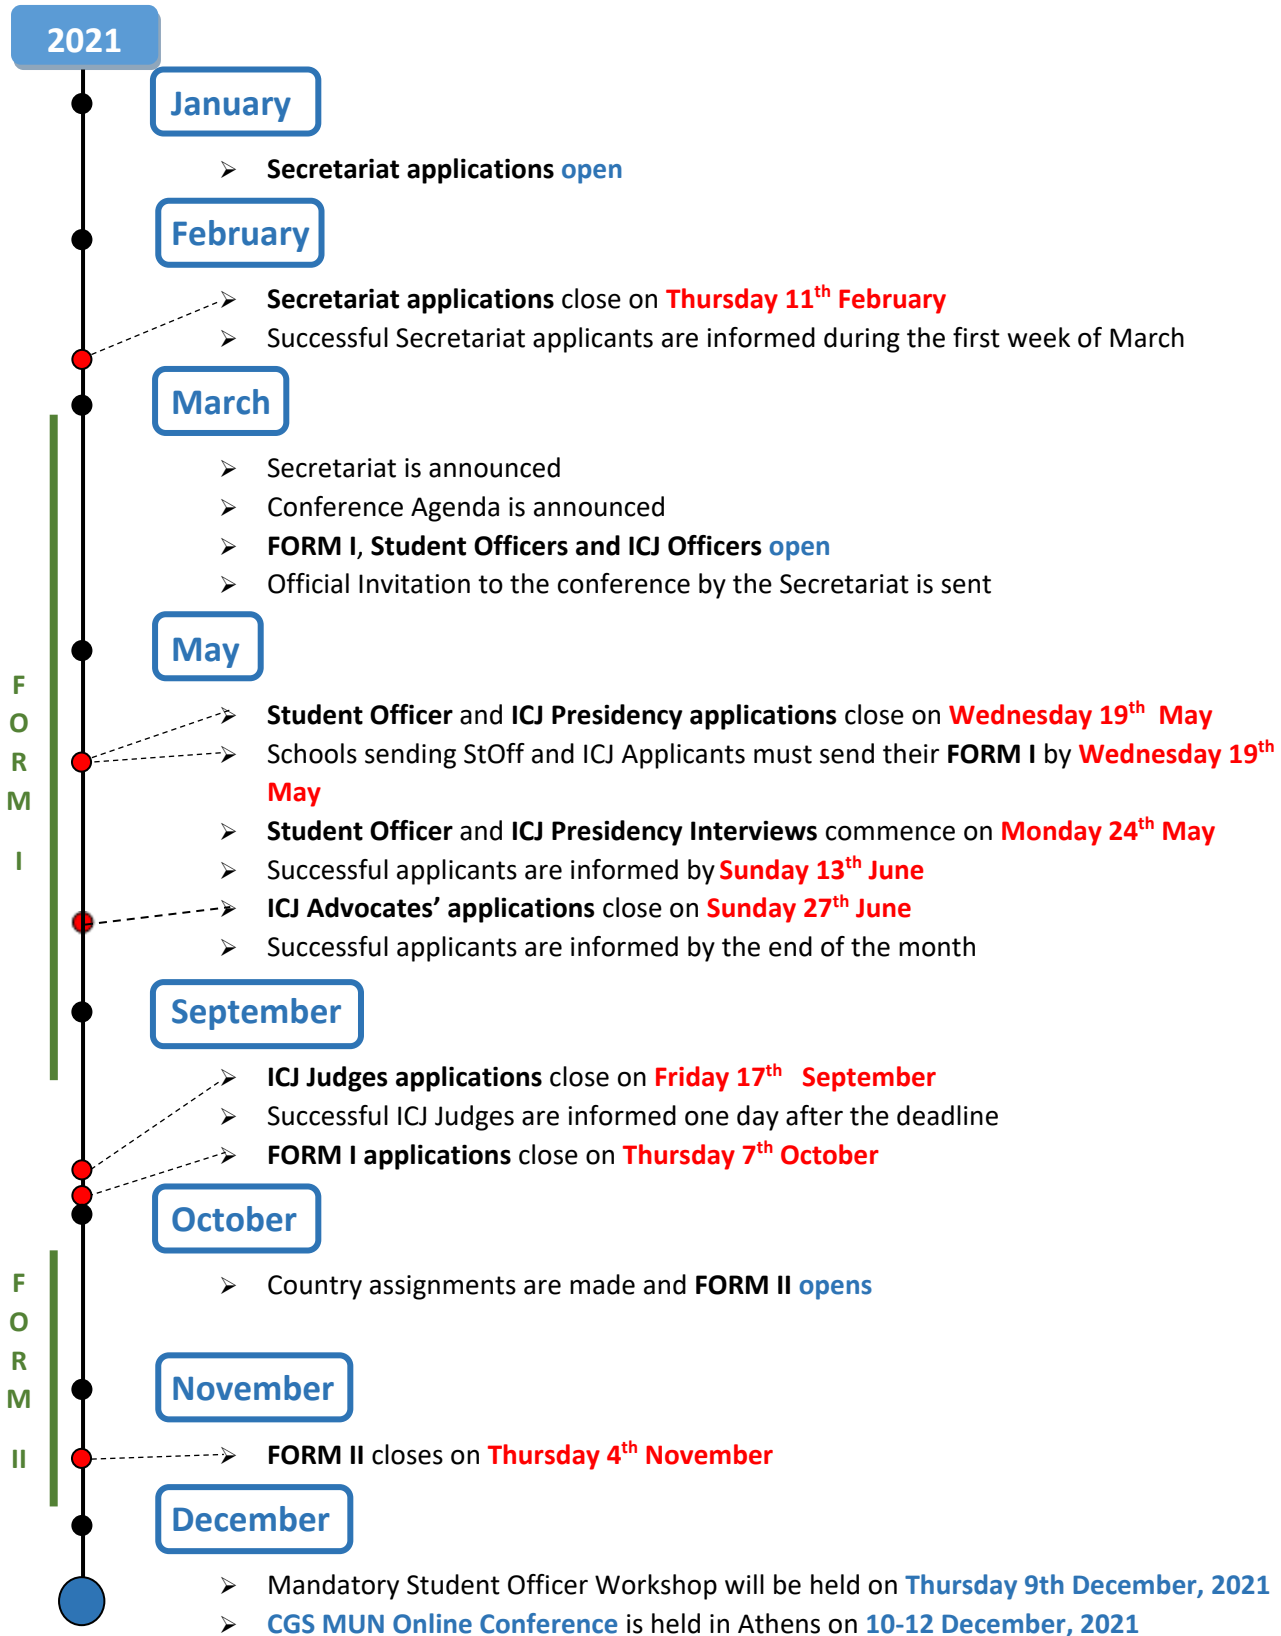 2021
January
➢ Secretariat applications open
February
➢ Secretariat applications close on Thursday 11th February
➢ Successful Secretariat applicants are informed during the first week of March
March
➢ Secretariat is announced
➢ Conference Agenda is announced
➢ FORM I, Student Officers and ICJ Officers open
➢ Official Invitation to the conference by the Secretariat is sent
May
➢ Student Officer and ICJ Presidency applications close on Wednesday 19th May
➢ Schools sending StOff and ICJ Applicants must send their FORM I by Wednesday 19th
May
➢ Student Officer and ICJ Presidency Interviews commence on Monday 24th May
➢ Successful applicants are informed by Sunday 13th June
➢ ICJ Advocates’ applications close on Sunday 27th June
➢ Successful applicants are informed by the end of the month
FORM I
September
➢ ICJ Judges applications close on Friday 17th September
➢ Successful ICJ Judges are informed one day after the deadline
➢ FORM I applications close on Thursday 7th October
October
➢ Country assignments are made and FORM II opens
November
➢ FORM II closes on Thursday 4th November
FORM II
December
➢ Mandatory Student Officer Workshop will be held on Thursday 9th December, 2021
➢ CGS MUN Online Conference is held in Athens on 10-12 December, 2021